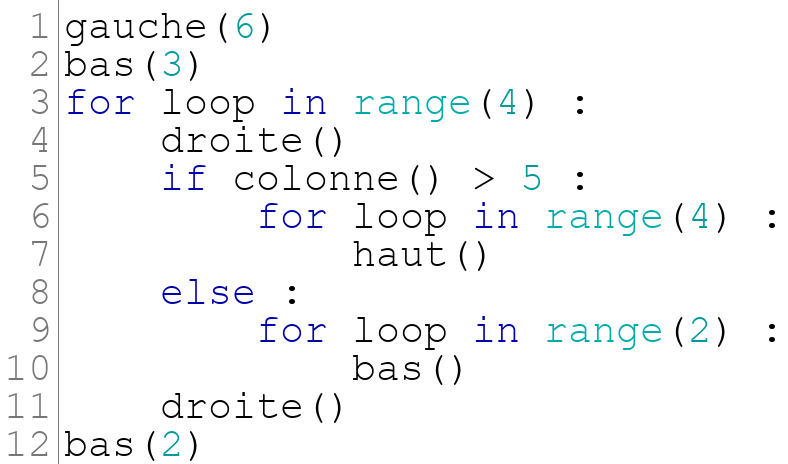 1 gauche(6)
2 bas(3)
3 for loop in range(4) :
4     droite()
5     if colonne() > 5 :
6         for loop in range(4) :
7             haut()
8     else :
9         for loop in range(2) :
10             bas()
11     droite()
12 bas(2)